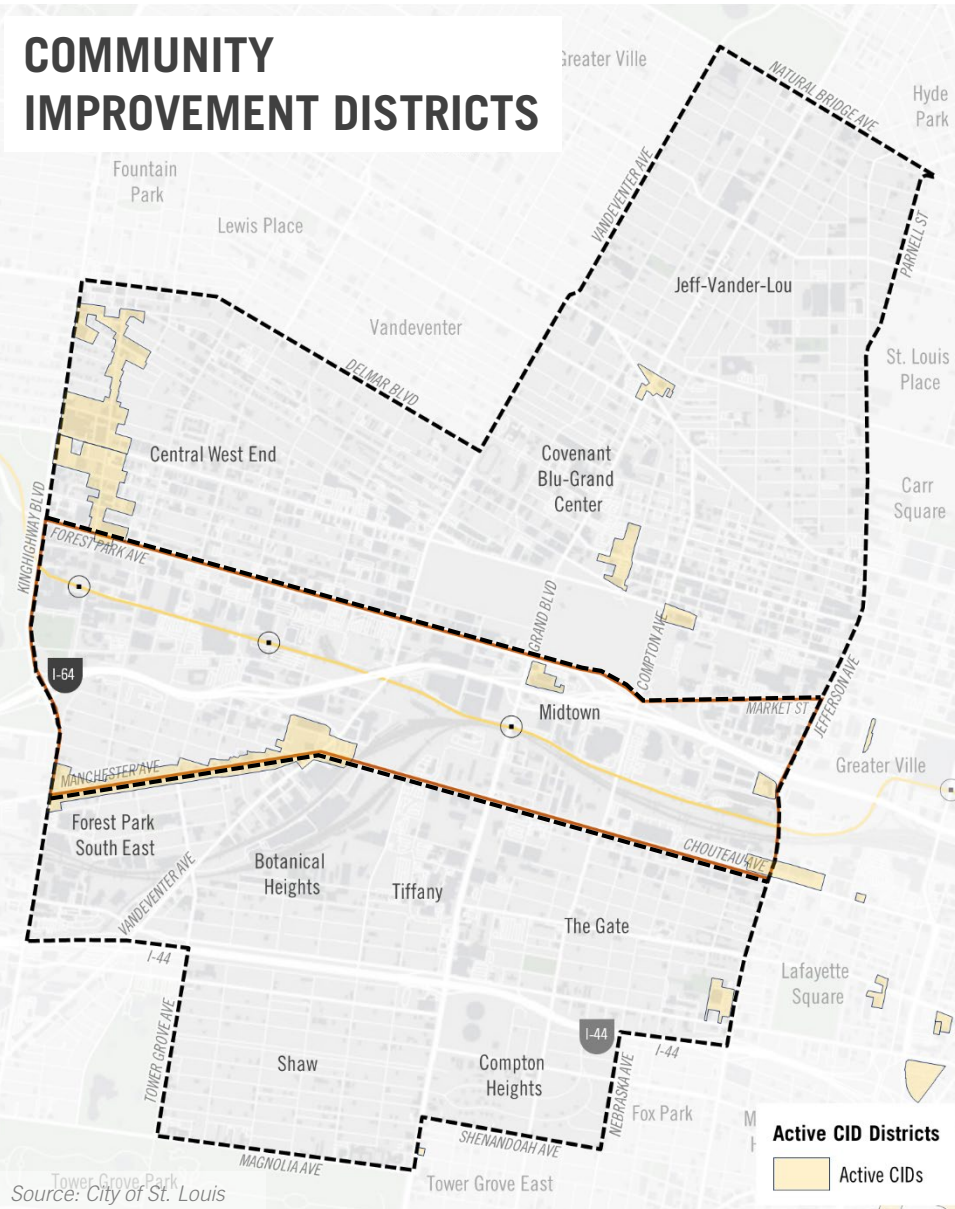 COMMUNITY
IMPROVEMENT DISTRICTS
Greater Ville
NATURAL BRIDGE AVE
Hyde
Park
Fountain
Park
Lewis Place
VANDEVENTER AVE
PARNELL ST
Jeff-Vander-Lou
Vandeventer
St. Louis
Place
DELMAR BLVD
Central West End
Covenant
Blu-Grand
Center
Carr
Square
KINGHIGHWAY BLVD
FOREST PARK AVE
GRAND BLVD
COMPTON AVE
I-64
Midtown
MARKET ST
JEFFERSON AVE
Greater Ville
MANCHESTER AVE
Forest Park
South East
Botanical
Heights
VANDEVENTER AVE
Tiffany
CHOUTEAU AVE
The Gate
I-44
Lafayette
Square
TOWER GROVE AVE
Shaw
Compton
Heights
I-44
I-44
NEBRASKA AVE
Fox Park
SHENANDOAH AVE
MAGNOLIA AVE
Tower Grove Park
Tower Grove East
Source: City of St. Louis
Active CID Districts
Active CIDs